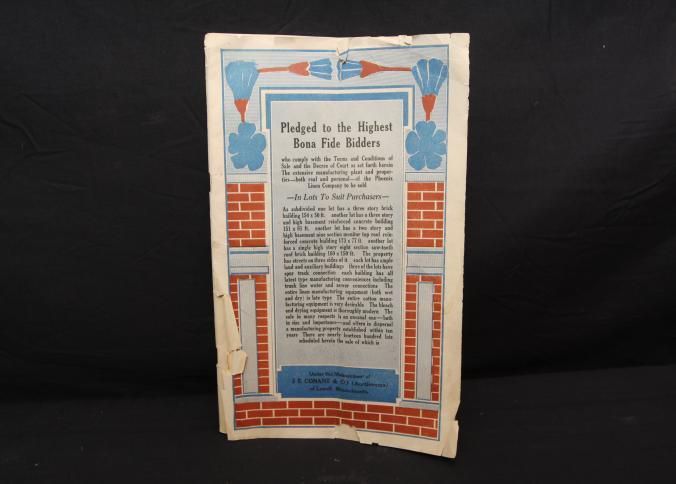 Pledged to the Highest
Bona Fide Bidders
who comply with the Terms and Conditions of
Sale and the Decree of Court as set forth herein
The extensive manufacturing plant and proper-
ties—both real and personal—of the Phoenix
Linen Company to be sold
—In Lots To Suit Purchasers—
As subdivided one lot has a three story brick
building 154 x 50 ft. another lot has a three story
and high basement reinforced concrete building
151 x 61 ft. another lot has a two story and
high basement nine section monitor top roof rein-
forced concrete building 171 x 77 ft. another lot
has a single high story eight section saw-tooth
roof brick building 160 x 150 ft. The property
has streets on three sides of it each lot has ample
land and auxiliary buildings three of the lots have
spur track connection each building has all
latest type manufacturing conveniences including
trunk line water and sewer connections The
entire linen manufacturing equipment (both wet
and dry) is late type The entire cotton manu-
facturing equipment is very desirable The bleach
and drying equipment is thoroughly modern The
sale in many respects is an unusual one—both
in size and importance—and often is dispersed
a manufacturing property established within ten
years There are nearly fourteen hundred lots
scheduled herein the sale of which is
Under the Management of
J E CONANT & CO (Auctioneers)
of Lowell Massachusetts